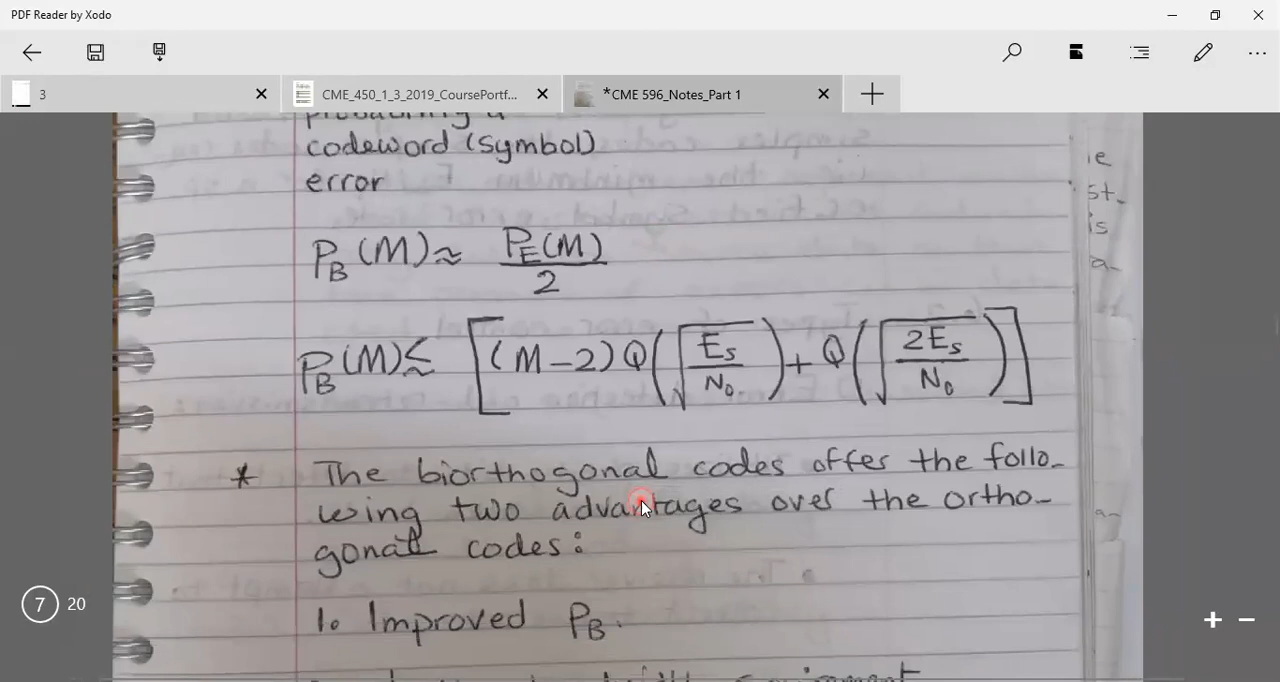 PDF Reader by Xodo
3
CME_450_1_3_2019_CoursePortf...
*CME 596_Notes_Part 1
codeword (symbol)
error
P_B (M) ≈ P_E(M) / 2
P_B (M) ≲ [(M-2) Q(√(E_s/N_0)) + Q(√(2E_s/N_0))]
* The biorthogonal codes offer the follo-
wing two advantages over the ortho-
gonal codes:
1. Improved P_B.
7 20